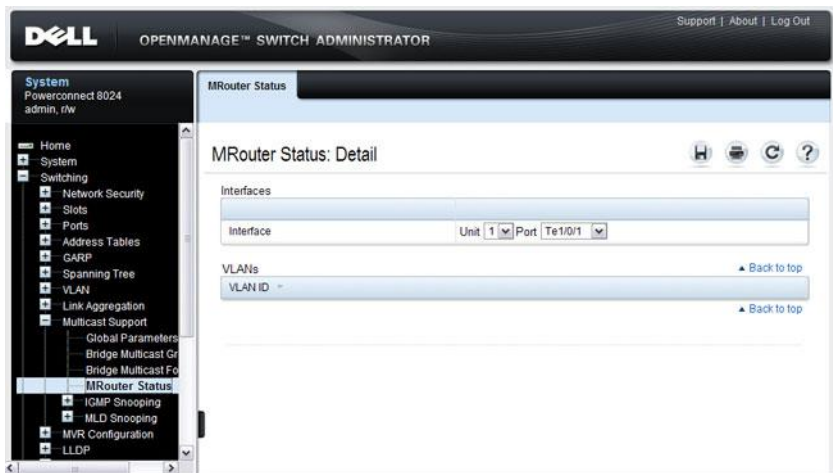 Support | About | Log Out
DELL
OPENMANAGE™ SWITCH ADMINISTRATOR
System
Powerconnect 8024
admin, r/w
MRouter Status
Home
System
Switching
Network Security
Slots
Ports
Address Tables
GARP
Spanning Tree
VLAN
Link Aggregation
Multicast Support
Global Parameters
Bridge Multicast Gr
Bridge Multicast Fo
MRouter Status
IGMP Snooping
MLD Snooping
MVR Configuration
LLDP
MRouter Status: Detail
Interfaces
Interface Unit 1 Port Te1/0/1
VLANs Back to top
VLAN ID
Back to top